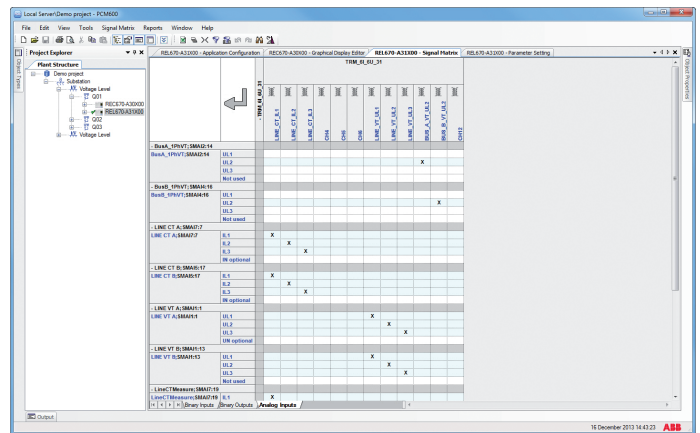 Local Server\Demo project - PCM600
File Edit View Tools Signal Matrix Reports Window Help
Project Explorer
REL670-A31X00 - Application Configuration
REC670-A30X00 - Graphical Display Editor
REL670-A31X00 - Signal Matrix
REL670-A31X00 - Parameter Setting
Object Types
Object Properties
Plant Structure
Demo project
Substation
Voltage Level
Q01
REC670-A30X00
REL670-A31X00
Q02
Q03
Voltage Level
TRM_6I_6U_31
- TRM_6I_6U_31
LINE_CT_IL1
LINE_CT_IL2
LINE_CT_IL3
CH4
CH5
CH6
LINE_VT_UL1
LINE_VT_UL2
LINE_VT_UL3
BUS_A_VT_UL2
BUS_B_VT_UL2
CH12
- BusA_1PhVT;SMAI2:14
BusA_1PhVT;SMAI2:14 UL1
UL2 X
UL3
Not used
- BusB_1PhVT;SMAI4:16
BusB_1PhVT;SMAI4:16 UL1
UL2 X
UL3
Not used
- LINE CT A;SMAI7:7
LINE CT A;SMAI7:7 IL1 X
IL2 X
IL3 X
IN optional
- LINE CT B;SMAI5:17
LINE CT B;SMAI5:17 IL1 X
IL2 X
IL3 X
IN optional
- LINE VT A;SMAI1:1
LINE VT A;SMAI1:1 UL1 X
UL2 X
UL3 X
UN optional
- LINE VT B;SMAI1:13
LINE VT B;SMAI1:13 UL1 X
UL2 X
UL3 X
Not used
- LineCTMeasure;SMAI7:19
LineCTMeasure;SMAI7:19 IL1 X
Binary Inputs Binary Outputs Analog Inputs
Output
16 December 2013 14:43:23 ABB